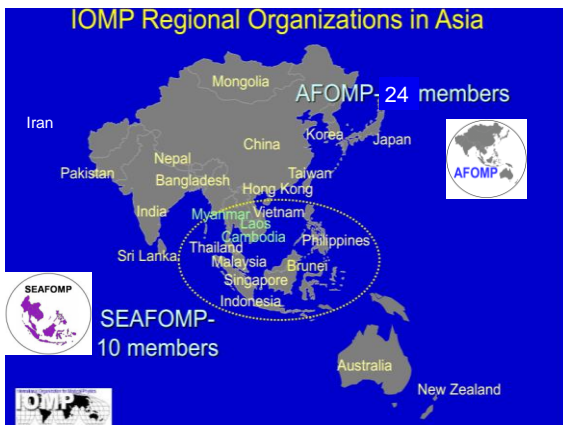 IOMP Regional Organizations in Asia
Mongolia
AFOMP- 24 members
Iran
Korea
Japan
China
Nepal
Pakistan
Taiwan
Bangladesh
AFOMP
Hong Kong
India
Myanmar
Vietnam
Laos
Cambodia
Philippines
Thailand
Sri Lanka
Malaysia
Brunei
Singapore
SEAFOMP
Indonesia
SEAFOMP-
10 members
Australia
New Zealand
IOMP